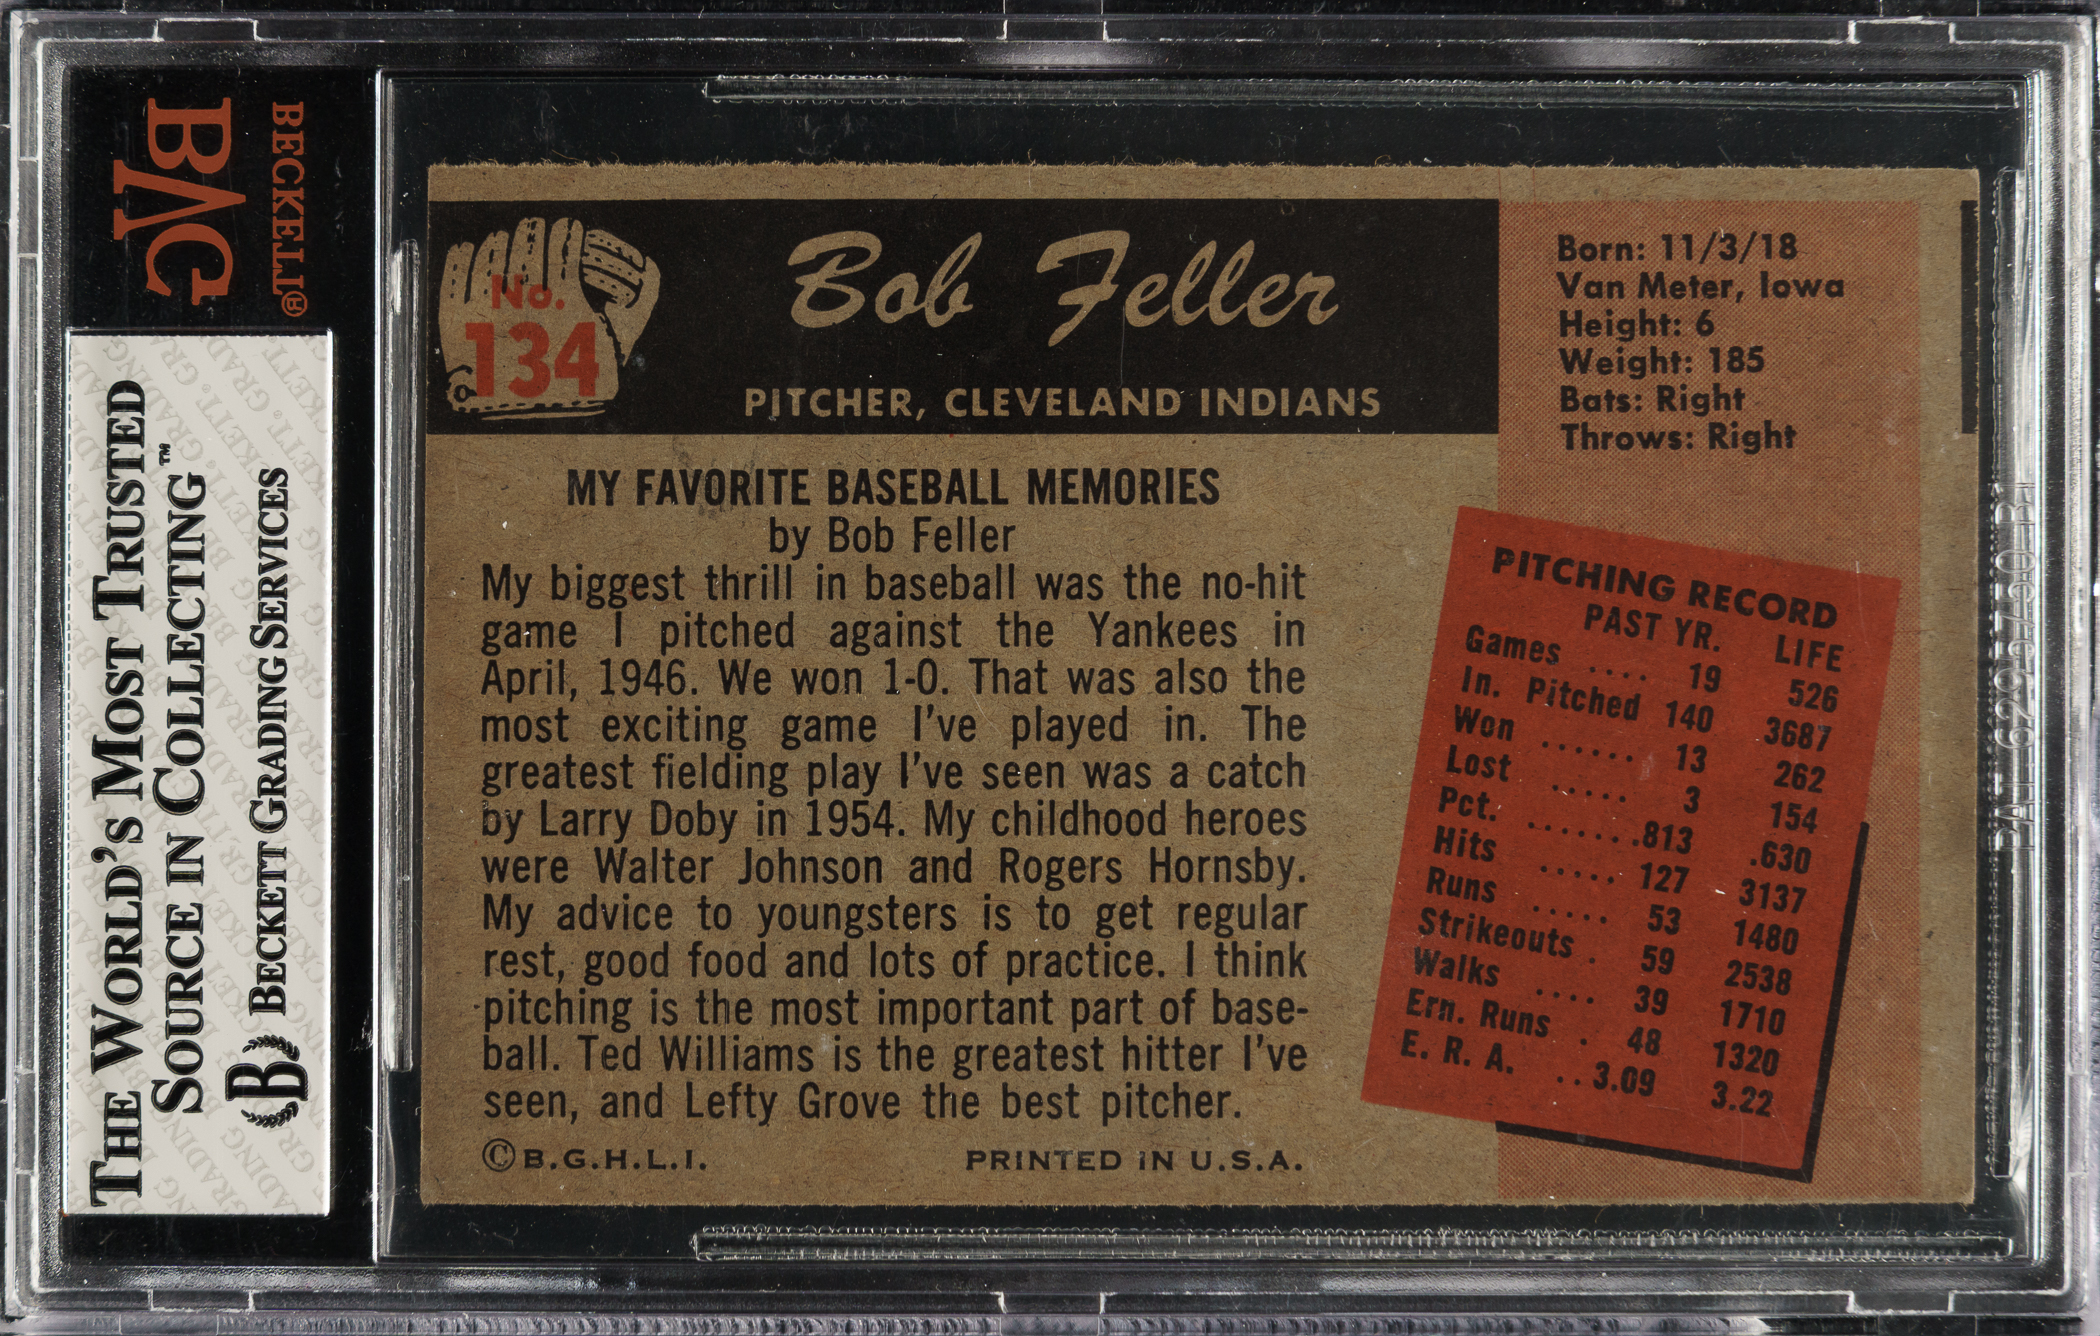 BECKETT®
BVG
THE WORLD'S MOST TRUSTED
SOURCE IN COLLECTING™
B BECKETT GRADING SERVICES
No.
134
Bob Feller
PITCHER, CLEVELAND INDIANS
Born: 11/3/18
Van Meter, Iowa
Height: 6
Weight: 185
Bats: Right
Throws: Right
MY FAVORITE BASEBALL MEMORIES
by Bob Feller
My biggest thrill in baseball was the no-hit
game I pitched against the Yankees in
April, 1946. We won 1-0. That was also the
most exciting game I've played in. The
greatest fielding play I've seen was a catch
by Larry Doby in 1954. My childhood heroes
were Walter Johnson and Rogers Hornsby.
My advice to youngsters is to get regular
rest, good food and lots of practice. I think
pitching is the most important part of base-
ball. Ted Williams is the greatest hitter I've
seen, and Lefty Grove the best pitcher.
©B.G.H.L.I. PRINTED IN U.S.A.
PITCHING RECORD
PAST YR. LIFE
Games .... 19 526
In. Pitched 140 3687
Won ...... 13 262
Lost ..... 3 154
Pct. .......813 .630
Hits ..... 127 3137
Runs ..... 53 1480
Strikeouts . 59 2538
Walks .... 39 1710
Ern. Runs . 48 1320
E. R. A. ..3.09 3.22